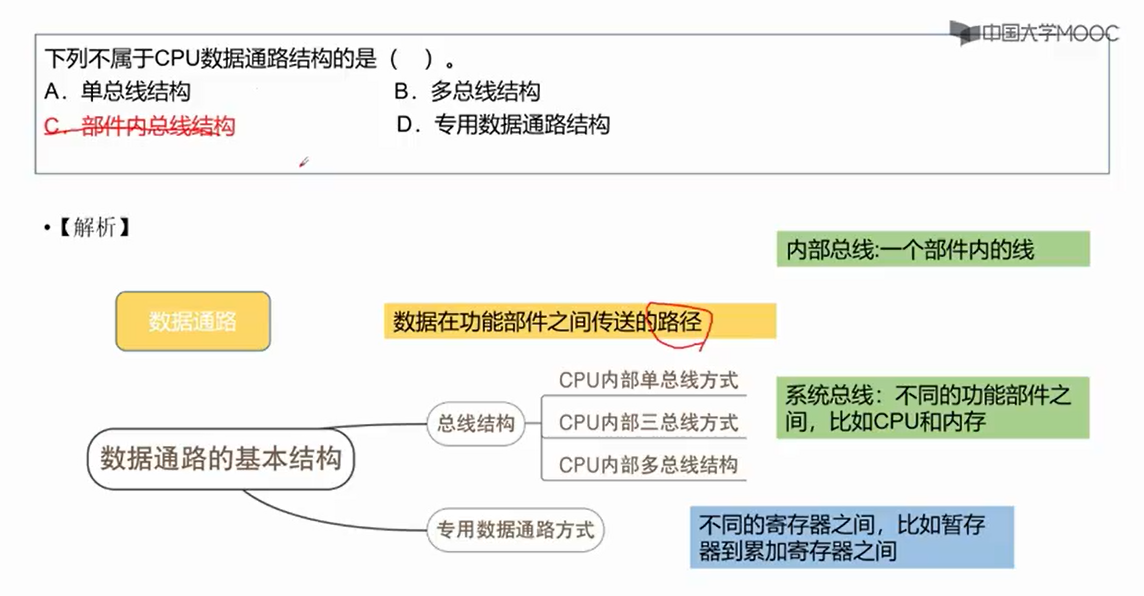 中国大学MOOC
下列不属于CPU数据通路结构的是（ ）。
A．单总线结构 B．多总线结构
C．部件内总线结构 D．专用数据通路结构
•【解析】
内部总线:一个部件内的线
数据通路
数据在功能部件之间传送的路径
CPU内部单总线方式
系统总线：不同的功能部件之
间，比如CPU和内存
总线结构
CPU内部三总线方式
CPU内部多总线结构
数据通路的基本结构
专用数据通路方式
不同的寄存器之间，比如暂存
器到累加寄存器之间